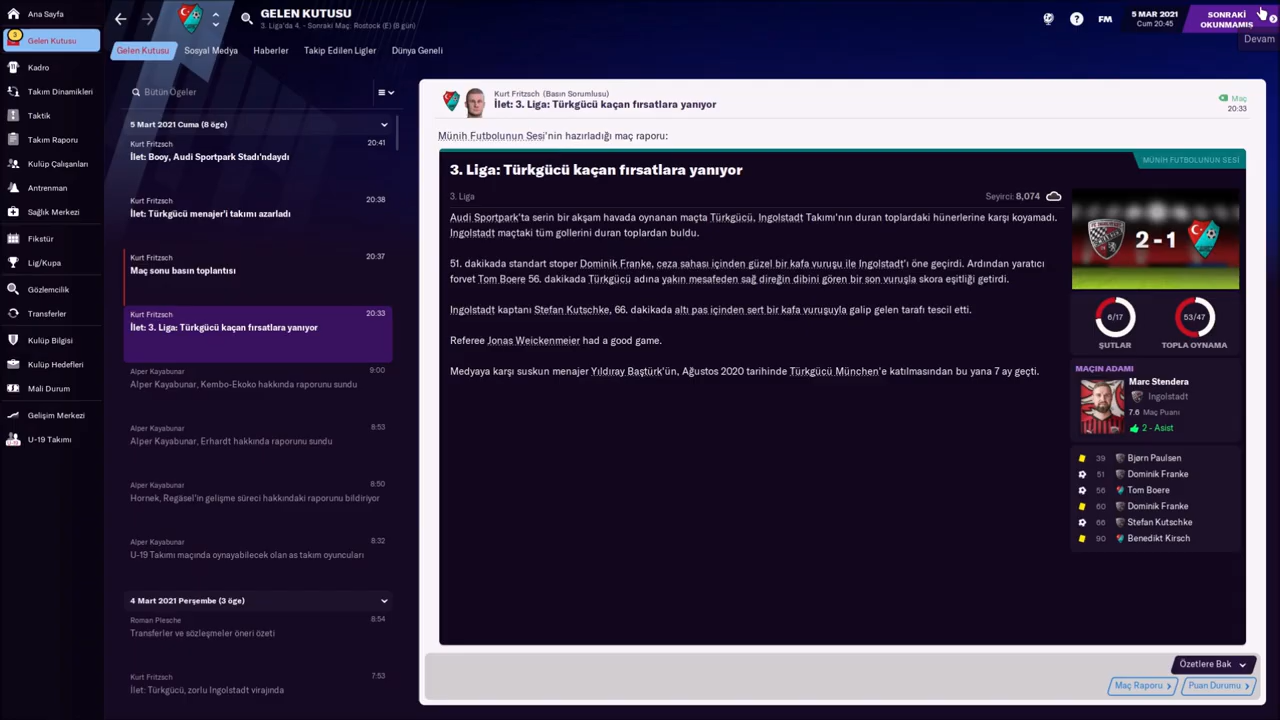 Ana Sayfa
3
Gelen Kutusu
Kadro
Takım Dinamikleri
Taktik
Takım Raporu
Kulüp Çalışanları
Antrenman
Sağlık Merkezi
Fikstür
Lig/Kupa
Gözlemcilik
Transferler
Kulüp Bilgisi
Kulüp Hedefleri
Mali Durum
Gelişim Merkezi
U-19 Takımı
GELEN KUTUSU
3. Liga'da 4. - Sonraki Maç: Rostock (E) (8 gün)
FM
5 MAR 2021
Cum 20:45
SONRAKİ
OKUNMAMIŞ
Devam
Gelen Kutusu Sosyal Medya Haberler Takip Edilen Ligler Dünya Geneli
Bütün Ögeler
5 Mart 2021 Cuma (8 öge)
Kurt Fritzsch 20:41
İlet: Booy, Audi Sportpark Stadı'ndaydı
Kurt Fritzsch 20:38
İlet: Türkgücü menajer'i takımı azarladı
Kurt Fritzsch 20:37
Maç sonu basın toplantısı
Kurt Fritzsch 20:33
İlet: 3. Liga: Türkgücü kaçan fırsatlara yanıyor
Alper Kayabunar 9:00
Alper Kayabunar, Kembo-Ekoko hakkında raporunu sundu
Alper Kayabunar 8:53
Alper Kayabunar, Erhardt hakkında raporunu sundu
Alper Kayabunar 8:50
Hornek, Regäsel'in gelişme süreci hakkındaki raporunu bildiriyor
Alper Kayabunar 8:32
U-19 Takımı maçında oynayabilecek olan as takım oyuncuları
4 Mart 2021 Perşembe (3 öge)
Roman Plesche 8:54
Transferler ve sözleşmeler öneri özeti
Kurt Fritzsch 7:53
İlet: Türkgücü, zorlu Ingolstadt virajında
Kurt Fritzsch (Basın Sorumlusu)
İlet: 3. Liga: Türkgücü kaçan fırsatlara yanıyor
Maç
20:33
Münih Futbolunun Sesi'nin hazırladığı maç raporu:
MÜNİH FUTBOLUNUN SESİ
3. Liga: Türkgücü kaçan fırsatlara yanıyor
3. Liga Seyirci: 8,074
Audi Sportpark'ta serin bir akşam havada oynanan maçta Türkgücü, Ingolstadt Takımı'nın duran toplardaki hünerlerine karşı koyamadı.
Ingolstadt maçtaki tüm gollerini duran toplardan buldu.
51. dakikada standart stoper Dominik Franke, ceza sahası içinden güzel bir kafa vuruşu ile Ingolstadt'ı öne geçirdi. Ardından yaratıcı
forvet Tom Boere 56. dakikada Türkgücü adına yakın mesafeden sağ direğin dibini gören bir son vuruşla skora eşitliği getirdi.
Ingolstadt kaptanı Stefan Kutschke, 66. dakikada altı pas içinden sert bir kafa vuruşuyla galip gelen tarafı tescil etti.
Referee Jonas Weickenmeier had a good game.
Medyaya karşı suskun menajer Yıldıray Baştürk'ün, Ağustos 2020 tarihinde Türkgücü München'e katılmasından bu yana 7 ay geçti.
2 - 1
6/17
ŞUTLAR
53/47
TOPLA OYNAMA
MAÇIN ADAMI
Marc Stendera
Ingolstadt
7.6 Maç Puanı
2 - Asist
39 Bjørn Paulsen
51 Dominik Franke
56 Tom Boere
60 Dominik Franke
66 Stefan Kutschke
90 Benedikt Kirsch
Özetlere Bak
Maç Raporu
Puan Durumu